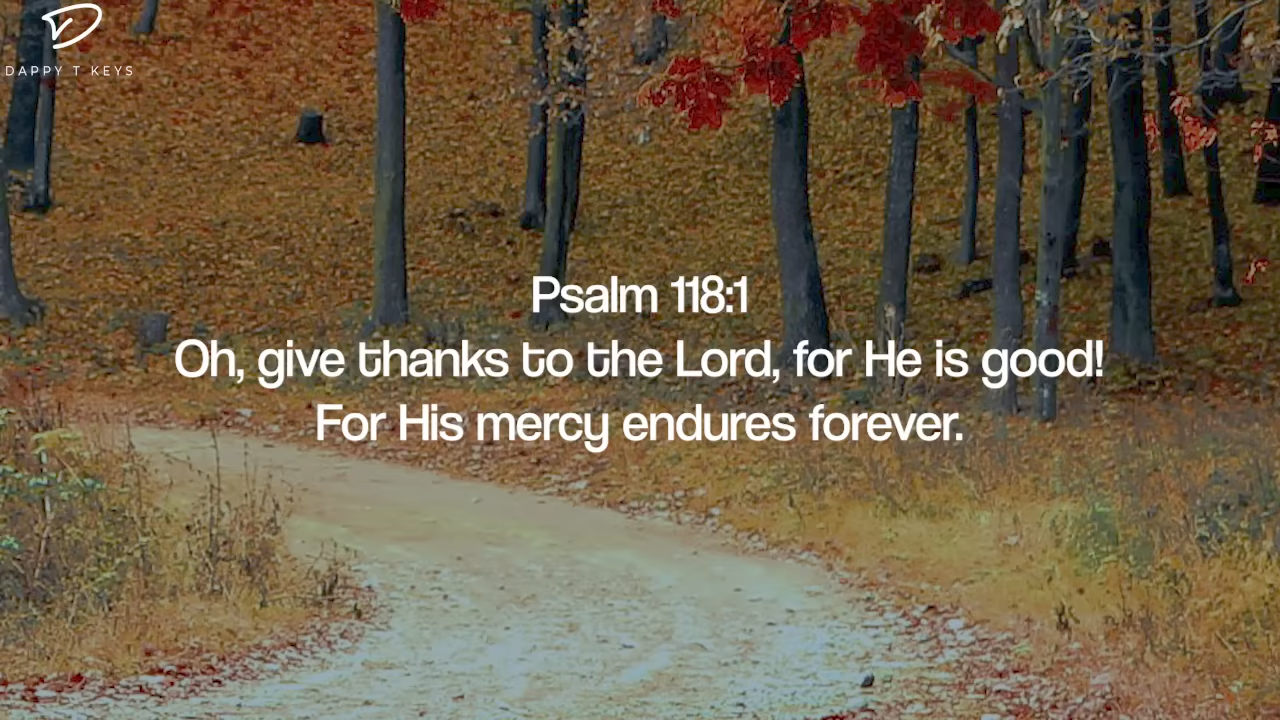 DAPPY T KEYS
Psalm 118:1
Oh, give thanks to the Lord, for He is good!
For His mercy endures forever.